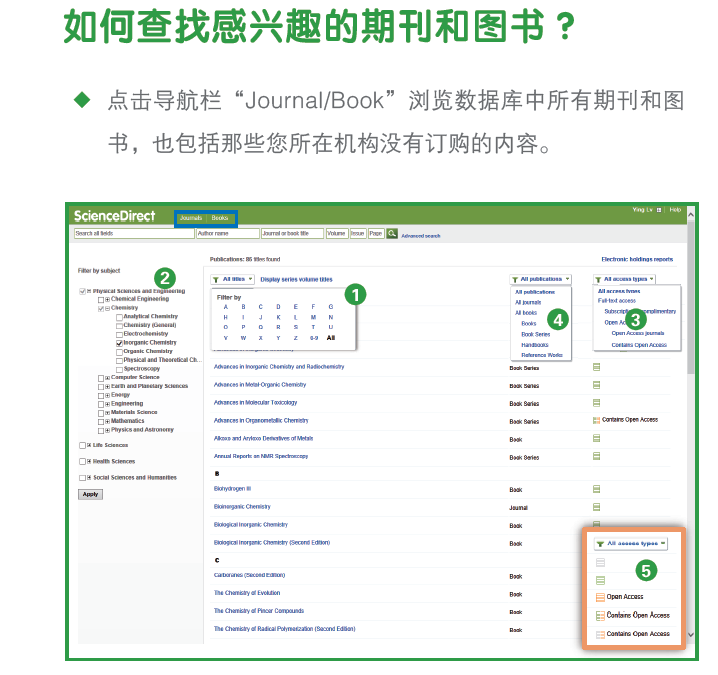 如何查找感兴趣的期刊和图书？
◆ 点击导航栏“Journal/Book”浏览数据库中所有期刊和图
书，也包括那些您所在机构没有订购的内容。
ScienceDirect Journals Books Ying Lv Help
Search all fields Author name Journal or book title Volume Issue Page Advanced search
Publications: 86 titles found Electronic holdings reports
Filter by subject
2
All titles Display series volume titles All publications All access types
1
Filter by
A B C D E F G
H I J K L M N
O P Q R S T U
V W X Y Z 0-9 All
All publications
All journals
All books
Books
Book Series
Handbooks
Reference Works
4
All access types
Full-text access
Open Access journals
Contains Open Access
3
Physical Sciences and Engineering
Chemical Engineering
Chemistry
Analytical Chemistry
Chemistry (General)
Electrochemistry
Inorganic Chemistry
Organic Chemistry
Physical and Theoretical Ch...
Spectroscopy
Computer Science
Earth and Planetary Sciences
Energy
Engineering
Materials Science
Mathematics
Physics and Astronomy
Life Sciences
Health Sciences
Social Sciences and Humanities
Apply
Advances in Inorganic Chemistry and Radiochemistry Book Series
Advances in Metal-Organic Chemistry Book Series
Advances in Molecular Toxicology Book Series
Advances in Organometallic Chemistry Book Series Contains Open Access
Alkoxo and Aryloxo Derivatives of Metals Book
Annual Reports on NMR Spectroscopy Book Series
B
Biohydrogen III Book
Bioinorganic Chemistry Journal
Biological Inorganic Chemistry Book
Biological Inorganic Chemistry (Second Edition) Book
C
Carboranes (Second Edition) Book
The Chemistry of Evolution Book
The Chemistry of Pincer Compounds Book
The Chemistry of Radical Polymerization (Second Edition) Book
All access types
5
Open Access
Contains Open Access
Contains Open Access